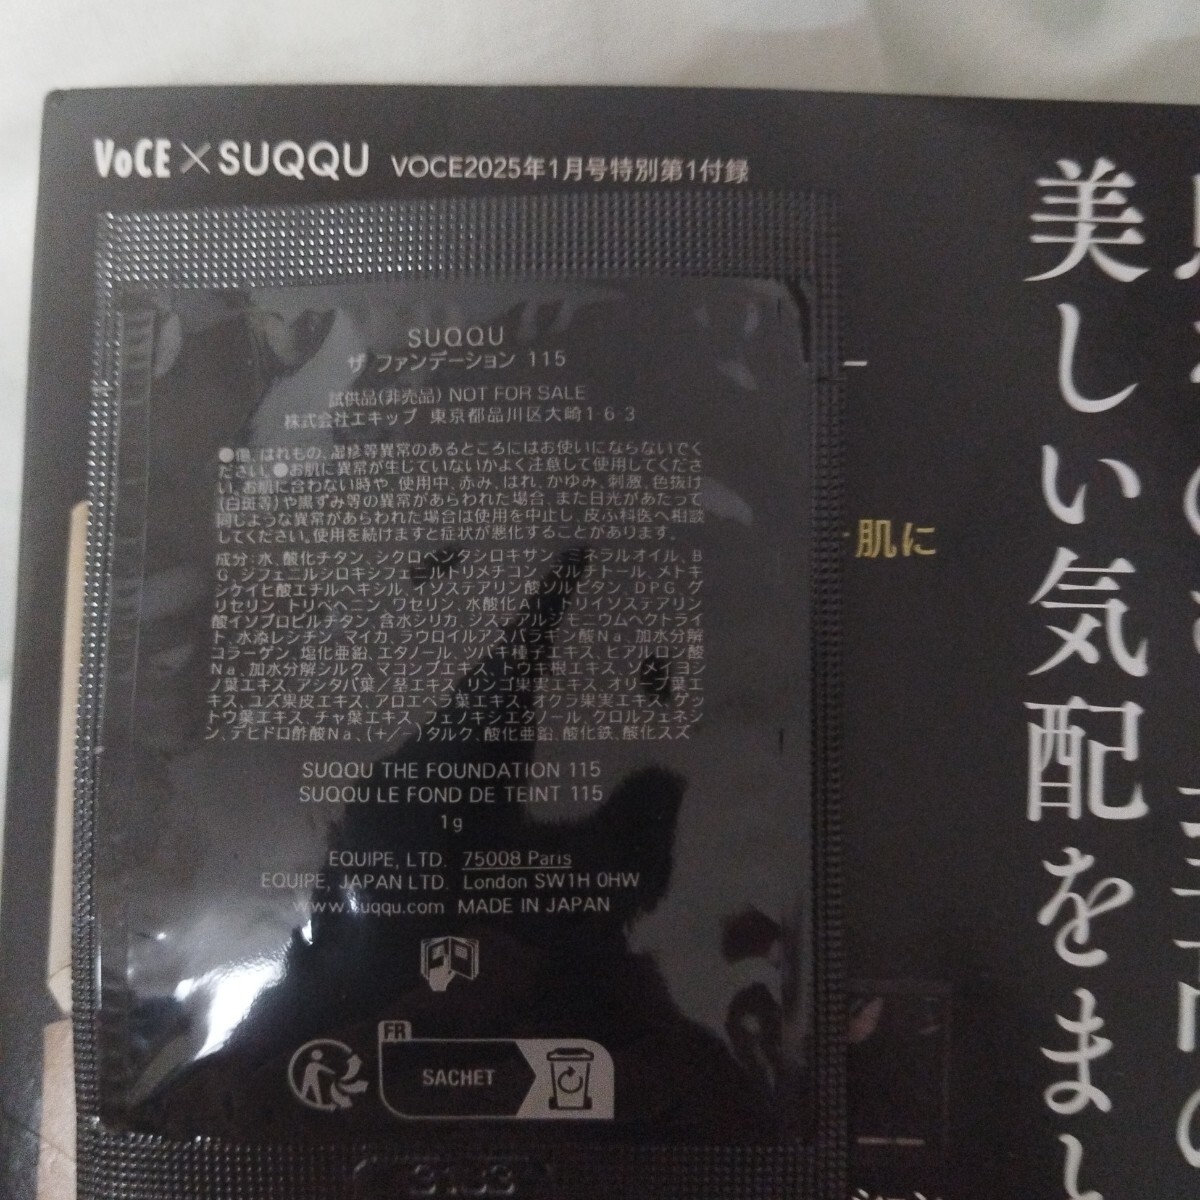 VoCE×SUQQU VOCE2025年1月号特別第1付録
SUQQU
ザ ファンデーション 115
試供品(非売品) NOT FOR SALE
株式会社エキップ 東京都品川区大崎1-6-3
●傷、はれもの、湿疹等異常のあるところにはお使いにならないでく
ださい。●お肌に異常が生じていないかよく注意して使用してくださ
い。お肌に合わない時や、使用中、赤み、はれ、かゆみ、刺激、色抜け
(白斑等)や黒ずみ等の異常があらわれた場合、また日光があたって
同じような異常があらわれた場合は使用を中止し、皮ふ科医へ相談
してください。使用を続けますと症状が悪化することがあります。
成分:水、酸化チタン、シクロペンタシロキサン、ミネラルオイル、B
G、ジフェニルシロキシフェニルトリメチコン、マルチトール、メトキ
シケイヒ酸エチルヘキシル、イソステアリン酸ソルビタン、DPG、グ
リセリン、トリベヘニン、ワセリン、水酸化Al、トリイソステアリン
酸イソプロピルチタン、含水シリカ、ジステアルジモニウムヘクトライ
ト、水添レシチン、マイカ、ラウロイルアスパラギン酸Na、加水分解
コラーゲン、塩化亜鉛、エタノール、ツバキ種子エキス、ヒアルロン酸
Na、加水分解シルク、マコンブエキス、トウキ根エキス、ソメイヨシ
ノ葉エキス、アシタバ葉/茎エキス、リンゴ果実エキス、オリーブ葉エ
キス、ユズ果皮エキス、アロエベラ葉エキス、オクラ果実エキス、ゲッ
トウ葉エキス、チャ葉エキス、フェノキシエタノール、クロルフェネシ
ン、デヒドロ酢酸Na、(+/-)タルク、酸化亜鉛、酸化鉄、酸化スズ
SUQQU THE FOUNDATION 115
SUQQU LE FOND DE TEINT 115
1g
EQUIPE, LTD. 75008 Paris
EQUIPE, JAPAN LTD. London SW1H 0HW
www.suqqu.com MADE IN JAPAN
FR
SACHET
3103
美しい気配をまし
肌に